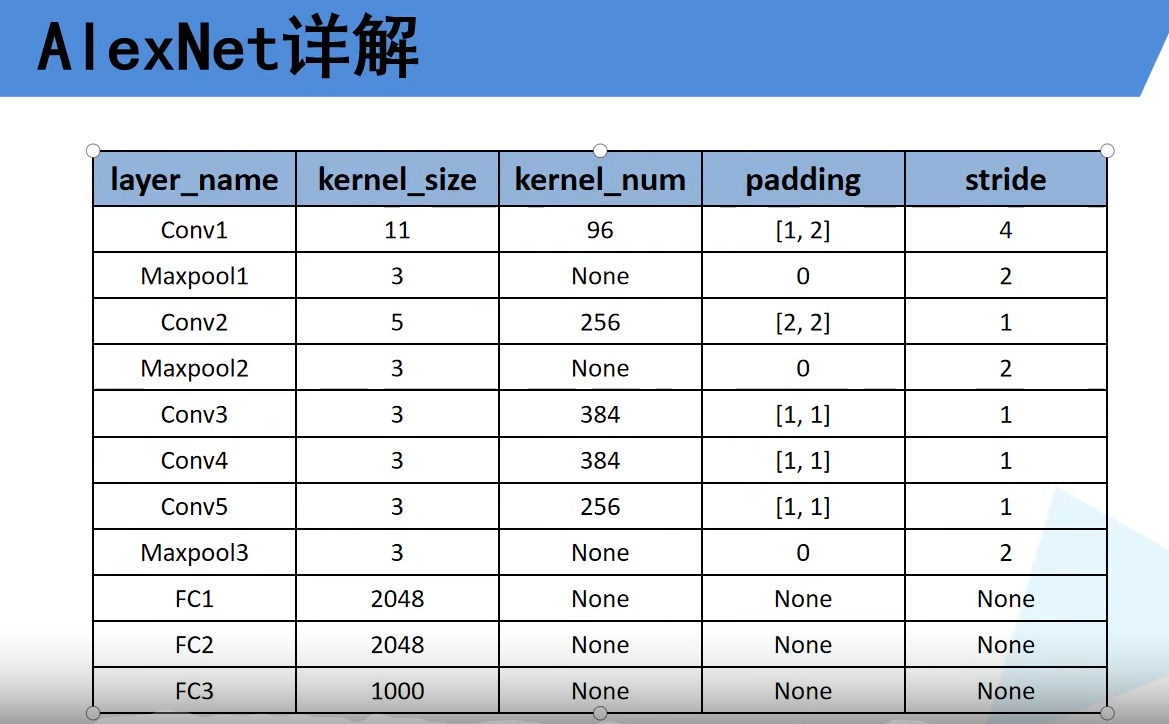 AlexNet详解
layer_name kernel_size kernel_num padding stride
Conv1 11 96 [1, 2] 4
Maxpool1 3 None 0 2
Conv2 5 256 [2, 2] 1
Maxpool2 3 None 0 2
Conv3 3 384 [1, 1] 1
Conv4 3 384 [1, 1] 1
Conv5 3 256 [1, 1] 1
Maxpool3 3 None 0 2
FC1 2048 None None None
FC2 2048 None None None
FC3 1000 None None None